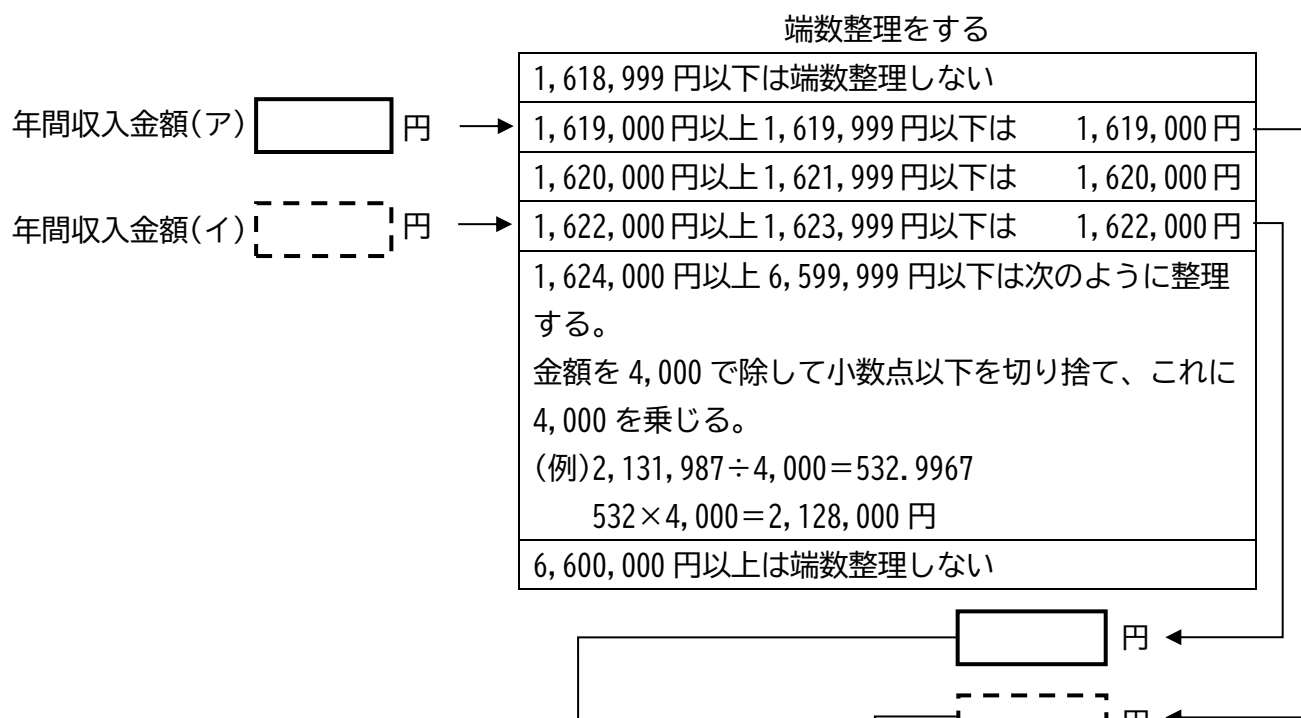 端数整理をする
1,618,999円以下は端数整理しない
年間収入金額(ア) 円
1,619,000円以上1,619,999円以下は 1,619,000円
1,620,000円以上1,621,999円以下は 1,620,000円
年間収入金額(イ) 円
1,622,000円以上1,623,999円以下は 1,622,000円
1,624,000円以上6,599,999円以下は次のように整理
する。
金額を4,000で除して小数点以下を切り捨て、これに
4,000を乗じる。
(例)2,131,987÷4,000=532.9967
532×4,000=2,128,000円
6,600,000円以上は端数整理しない
円
円